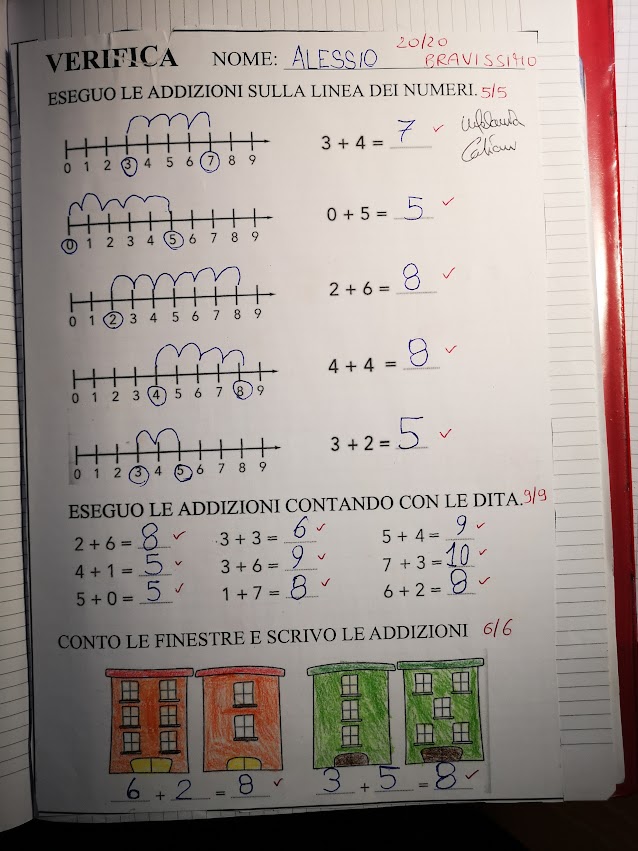 20/20
VERIFICA NOME: ALESSIO BRAVISSIMO
ESEGUO LE ADDIZIONI SULLA LINEA DEI NUMERI. 5/5
0 1 2 3 4 5 6 7 8 9 3 + 4 = 7
0 1 2 3 4 5 6 7 8 9 0 + 5 = 5
0 1 2 3 4 5 6 7 8 9 2 + 6 = 8
0 1 2 3 4 5 6 7 8 9 4 + 4 = 8
0 1 2 3 4 5 6 7 8 9 3 + 2 = 5
ESEGUO LE ADDIZIONI CONTANDO CON LE DITA. 9/9
2 + 6 = 8 3 + 3 = 6 5 + 4 = 9
4 + 1 = 5 3 + 6 = 9 7 + 3 = 10
5 + 0 = 5 1 + 7 = 8 6 + 2 = 8
CONTO LE FINESTRE E SCRIVO LE ADDIZIONI 6/6
6 + 2 = 8 3 + 5 = 8